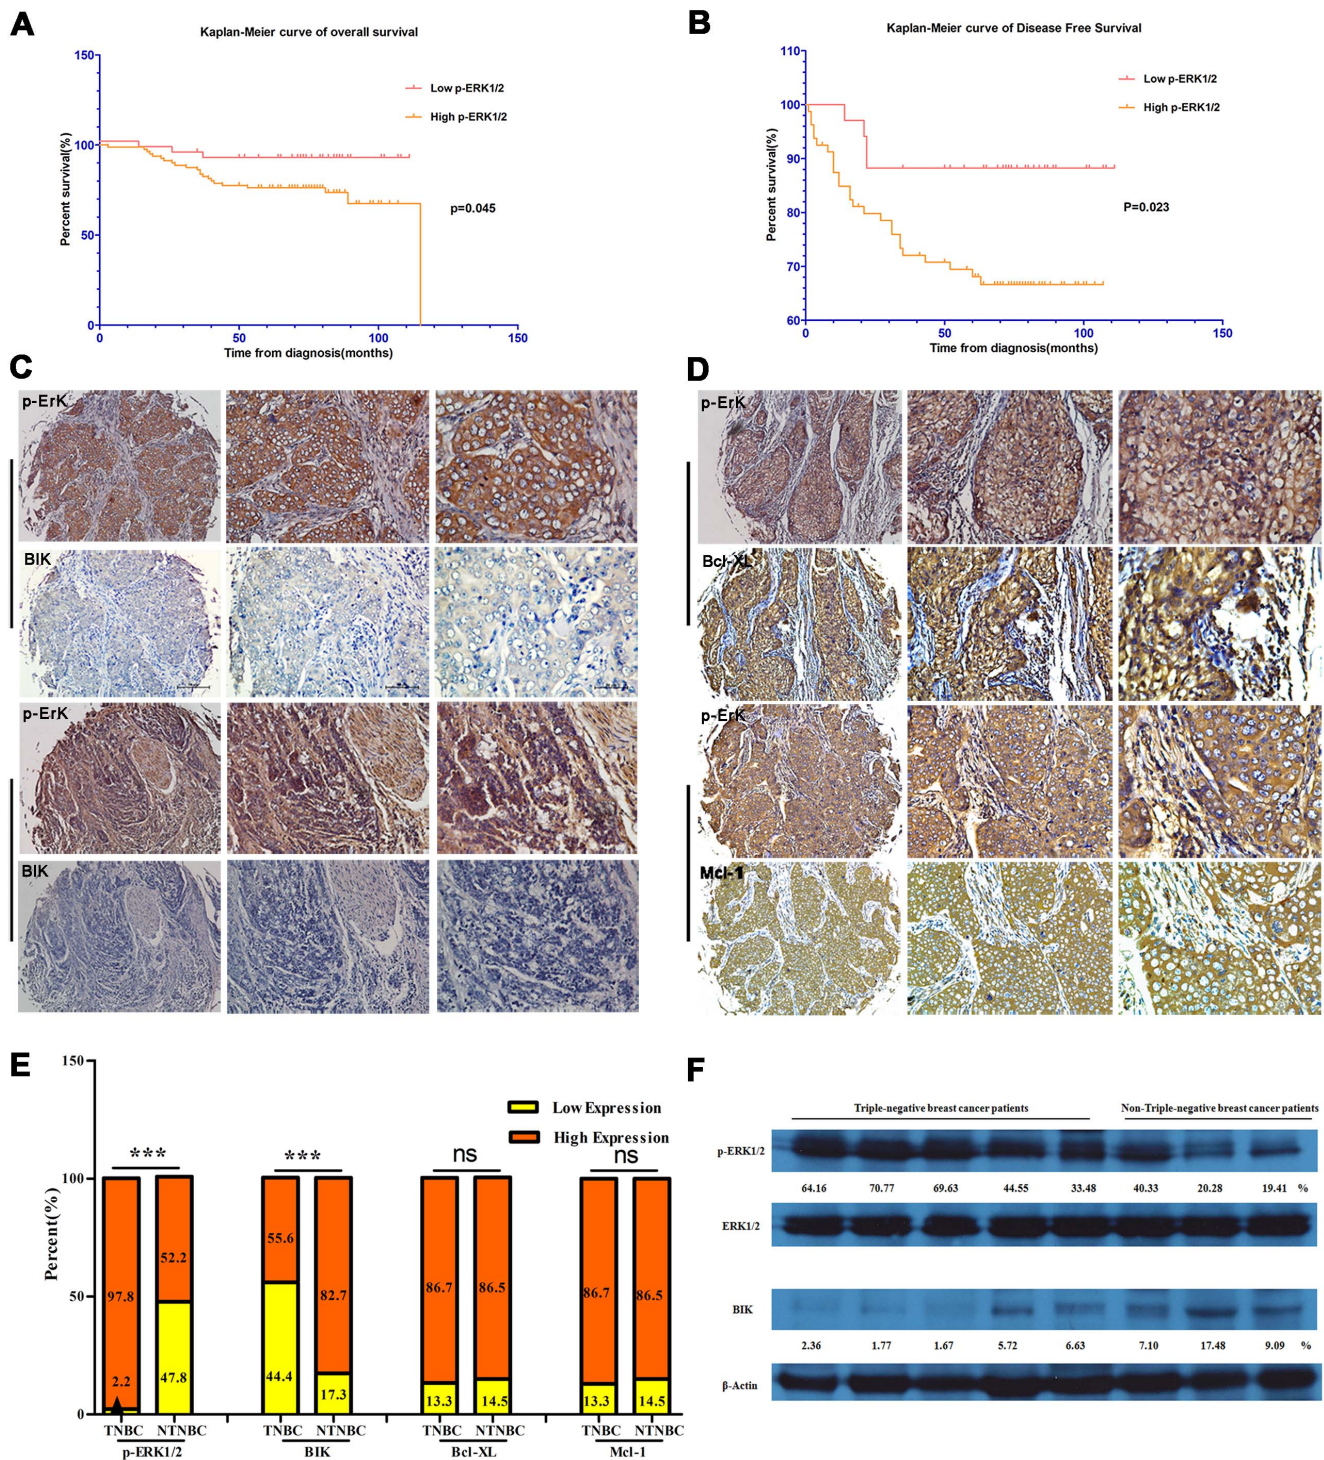 A
Kaplan-Meier curve of overall survival
150
100
50
0
Percent survival(%)
Low p-ERK1/2
High p-ERK1/2
p=0.045
0 50 100 150
Time from diagnosis(months)
B
Kaplan-Meier curve of Disease Free Survival
110
100
90
80
70
60
Percent survival(%)
Low p-ERK1/2
High p-ERK1/2
P=0.023
0 50 100 150
Time from diagnosis(months)
C
p-ErK
BIK
p-ErK
BIK
D
p-ErK
Bcl-XL
p-ErK
Mcl-1
E
150
100
50
0
Percent(%)
Low Expression
High Expression
*** *** ns ns
97.8 52.2 55.6 82.7 86.7 86.5 86.7 86.5
2.2 47.8 44.4 17.3 13.3 14.5 13.3 14.5
TNBC NTNBC TNBC NTNBC TNBC NTNBC TNBC NTNBC
p-ERK1/2 BIK Bcl-XL Mcl-1
F
Triple-negative breast cancer patients Non-Triple-negative breast cancer patients
p-ERK1/2
64.16 70.77 69.63 44.55 33.48 40.33 20.28 19.41 %
ERK1/2
BIK
2.36 1.77 1.67 5.72 6.63 7.10 17.48 9.09 %
β-Actin